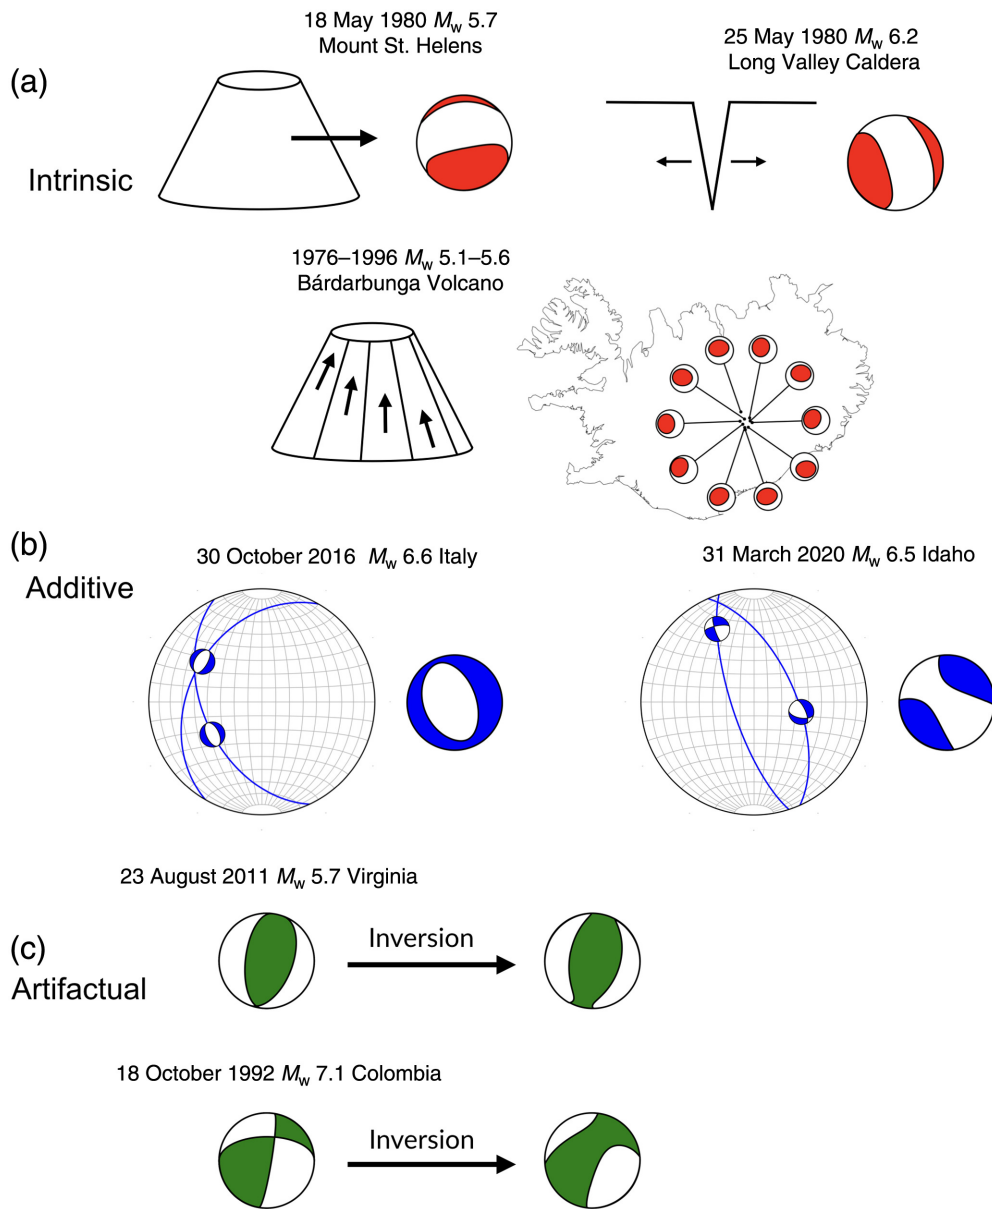 (a)
Intrinsic
18 May 1980 Mw 5.7
Mount St. Helens
25 May 1980 Mw 6.2
Long Valley Caldera
1976–1996 Mw 5.1–5.6
Bárdarbunga Volcano
(b)
Additive
30 October 2016 Mw 6.6 Italy
31 March 2020 Mw 6.5 Idaho
(c)
Artifactual
23 August 2011 Mw 5.7 Virginia
Inversion
18 October 1992 Mw 7.1 Colombia
Inversion